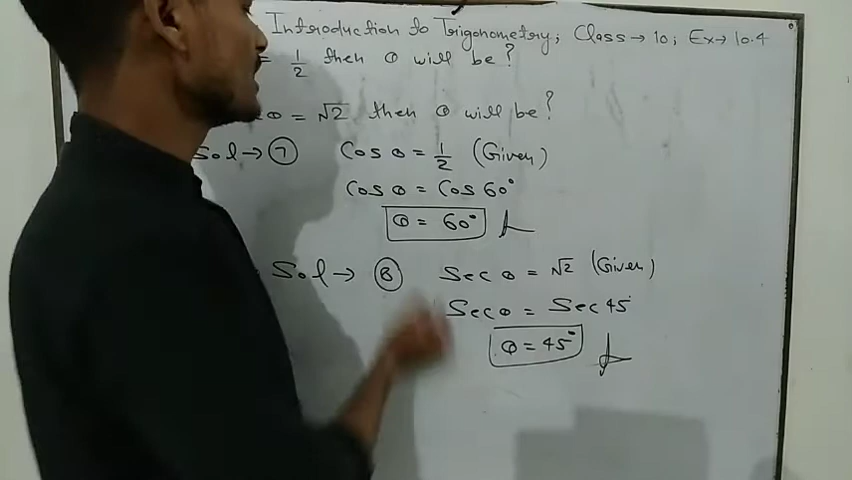 Introduction to Trigonometry; Class → 10; Ex → 10.4
= 1/2 then θ will be?
θ = √2 then θ will be?
Sol → ⑦ Cos θ = 1/2 (Given)
Cos θ = Cos 60°
θ = 60°
Sol → ⑧ Sec θ = √2 (Given)
Sec θ = Sec 45°
θ = 45°